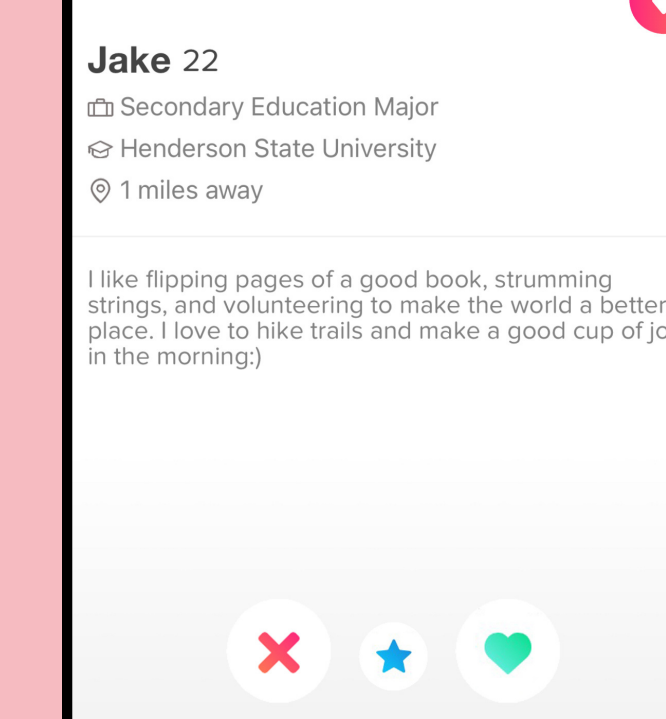 Jake 22
Secondary Education Major
Henderson State University
1 miles away
I like flipping pages of a good book, strumming
strings, and volunteering to make the world a better
place. I love to hike trails and make a good cup of
in the morning:)